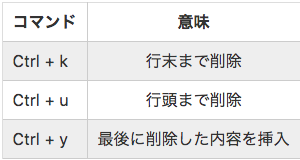 コマンド 意味
Ctrl + k 行末まで削除
Ctrl + u 行頭まで削除
Ctrl + y 最後に削除した内容を挿入